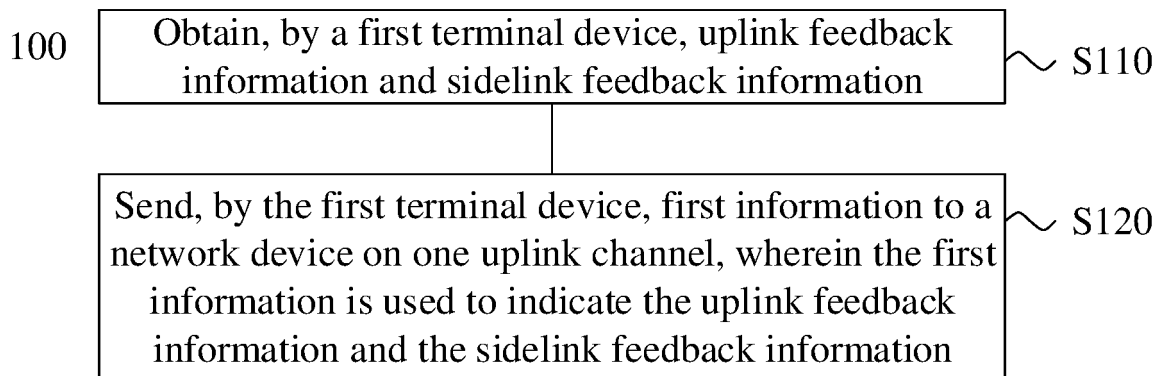 100
Obtain, by a first terminal device, uplink feedback
information and sidelink feedback information
S110
Send, by the first terminal device, first information to a
network device on one uplink channel, wherein the first
information is used to indicate the uplink feedback
information and the sidelink feedback information
S120